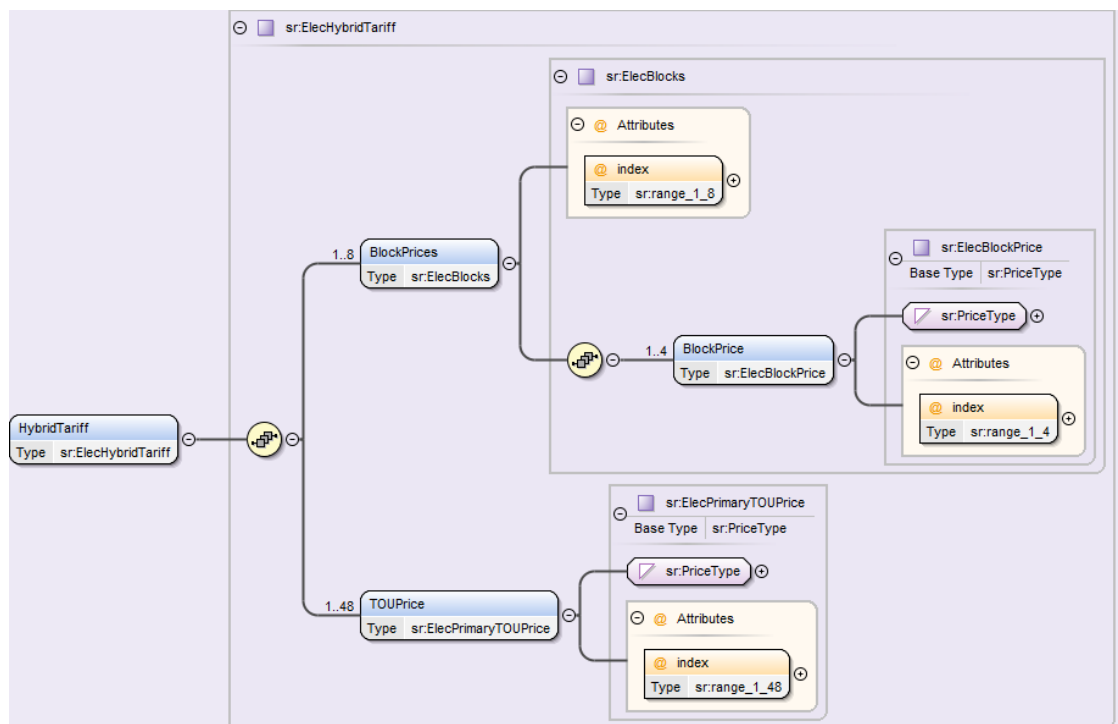 sr:ElecHybridTariff
sr:ElecBlocks
@ Attributes
@ index
Type sr:range_1_8
1..8
BlockPrices
Type sr:ElecBlocks
sr:ElecBlockPrice
Base Type sr:PriceType
sr:PriceType
1..4
BlockPrice
Type sr:ElecBlockPrice
@ Attributes
@ index
Type sr:range_1_4
HybridTariff
Type sr:ElecHybridTariff
sr:ElecPrimaryTOUPrice
Base Type sr:PriceType
sr:PriceType
1..48
TOUPrice
Type sr:ElecPrimaryTOUPrice
@ Attributes
@ index
Type sr:range_1_48